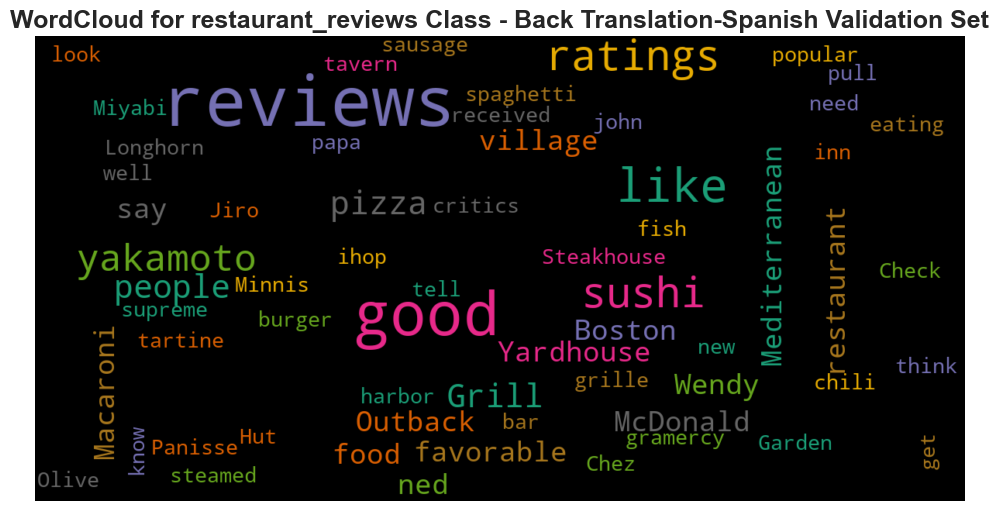 WordCloud for restaurant_reviews Class - Back Translation-Spanish Validation Set
look
sausage
ratings
popular
tavern
pull
reviews
Miyabi
spaghetti
need
received
john
eating
papa
village
Longhorn
inn
well
like
Mediterranean
say
Jiro
pizza
critics
fish
restaurant
yakamoto
ihop
Steakhouse
Check
people
Minnis
tell
sushi
supreme
burger
good
Boston
tartine
Yardhouse
new
Macaroni
think
grille
Wendy
chili
harbor
Grill
Outback
bar
McDonald
know
Panisse
Hut
gramercy
Garden
food
favorable
get
Olive
steamed
Chez
ned